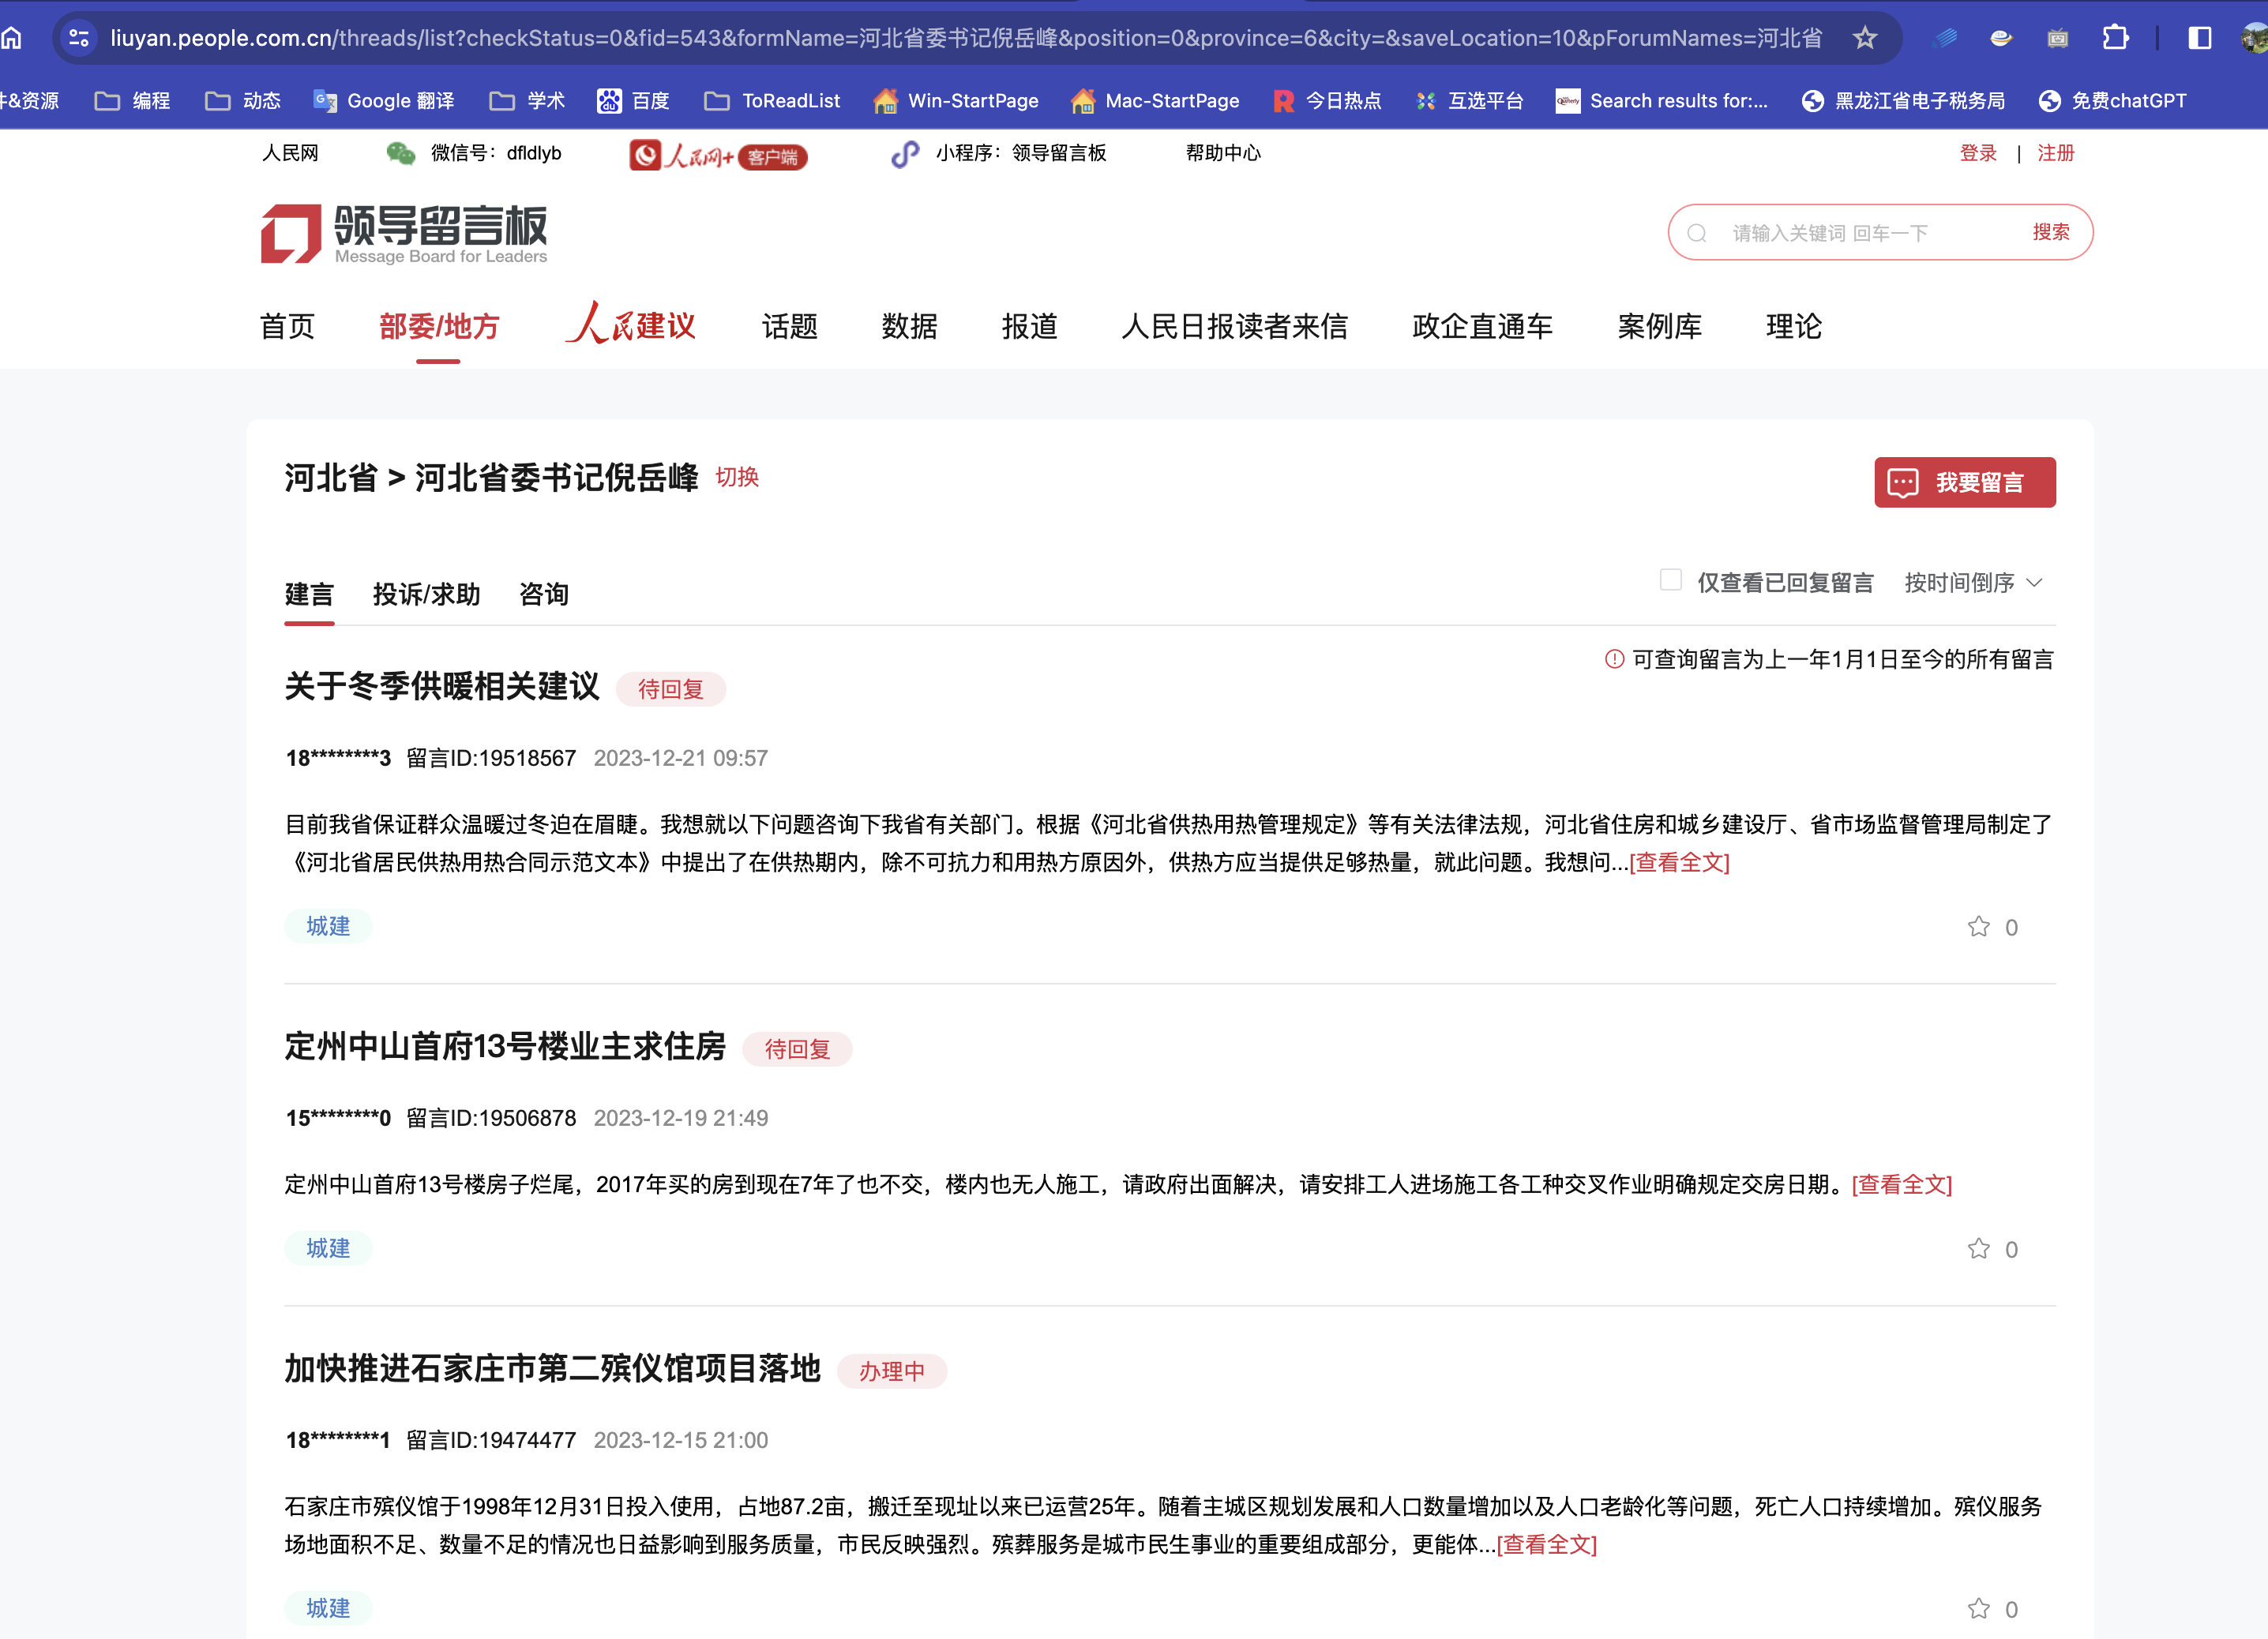 liuyan.people.com.cn/threads/list?checkStatus=0&fid=543&formName=河北省委书记倪岳峰&position=0&province=6&city=&saveLocation=10&pForumNames=河北省
&资源 编程 动态 Google 翻译 学术 百度 ToReadList Win-StartPage Mac-StartPage 今日热点 互选平台 Search results for:... 黑龙江省电子税务局 免费chatGPT
人民网 微信号：dfldlyb 人民网+ 客户端 小程序：领导留言板 帮助中心 登录 | 注册
领导留言板
Message Board for Leaders
请输入关键词 回车一下 搜索
首页 部委/地方 人民建议 话题 数据 报道 人民日报读者来信 政企直通车 案例库 理论
河北省 > 河北省委书记倪岳峰 切换 我要留言
建言 投诉/求助 咨询 仅查看已回复留言 按时间倒序
可查询留言为上一年1月1日至今的所有留言
关于冬季供暖相关建议 待回复
18********3 留言ID:19518567 2023-12-21 09:57
目前我省保证群众温暖过冬迫在眉睫。我想就以下问题咨询下我省有关部门。根据《河北省供热用热管理规定》等有关法律法规，河北省住房和城乡建设厅、省市场监督管理局制定了
《河北省居民供热用热合同示范文本》中提出了在供热期内，除不可抗力和用热方原因外，供热方应当提供足够热量，就此问题。我想问...[查看全文]
城建 0
定州中山首府13号楼业主求住房 待回复
15********0 留言ID:19506878 2023-12-19 21:49
定州中山首府13号楼房子烂尾，2017年买的房到现在7年了也不交，楼内也无人施工，请政府出面解决，请安排工人进场施工各工种交叉作业明确规定交房日期。[查看全文]
城建 0
加快推进石家庄市第二殡仪馆项目落地 办理中
18********1 留言ID:19474477 2023-12-15 21:00
石家庄市殡仪馆于1998年12月31日投入使用，占地87.2亩，搬迁至现址以来已运营25年。随着主城区规划发展和人口数量增加以及人口老龄化等问题，死亡人口持续增加。殡仪服务
场地面积不足、数量不足的情况也日益影响到服务质量，市民反映强烈。殡葬服务是城市民生事业的重要组成部分，更能体...[查看全文]
城建 0